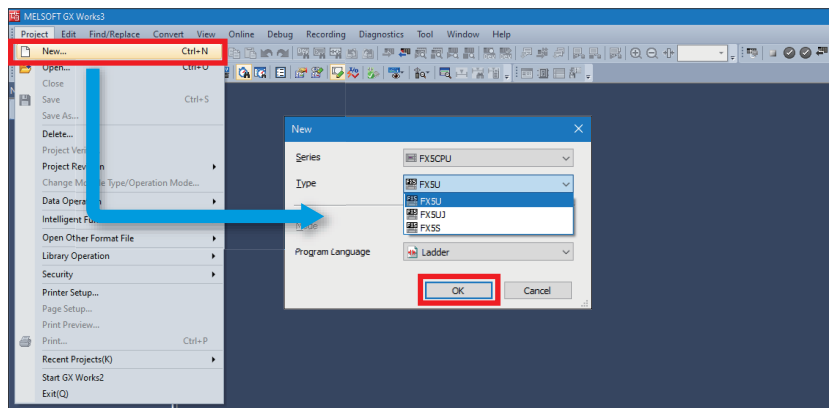 MELSOFT GX Works3
Project Edit Find/Replace Convert View Online Debug Recording Diagnostics Tool Window Help
New... Ctrl+N
Open... Ctrl+O
Close
Save Ctrl+S
Save As...
Delete...
Project
Project
Change Type/Operation Mode...
Data
Intelligent
Open Other Format File
Library Operation
Security
Printer Setup...
Page Setup...
Print Preview...
Print... Ctrl+P
Recent Projects(K)
Start GX Works2
Exit(Q)
New
Series FX5CPU
Type FX5U
FX5U
FX5UJ
FX5S
Mode
Program Language Ladder
OK Cancel